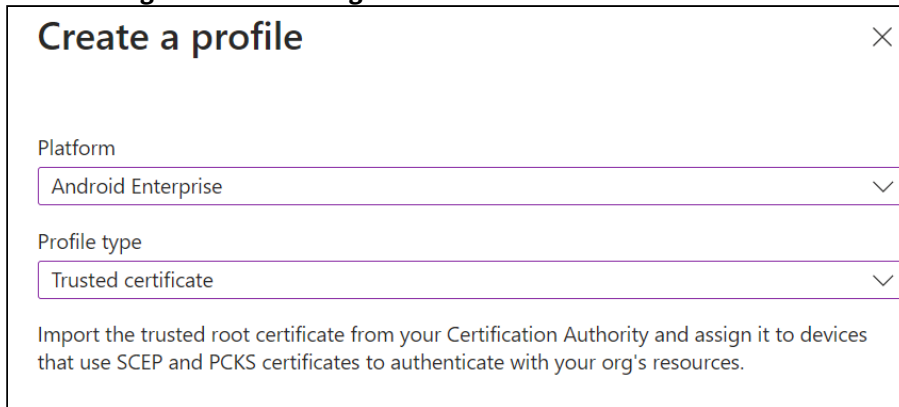 Create a profile
Platform
Android Enterprise
Profile type
Trusted certificate
Import the trusted root certificate from your Certification Authority and assign it to devices
that use SCEP and PCKS certificates to authenticate with your org's resources.